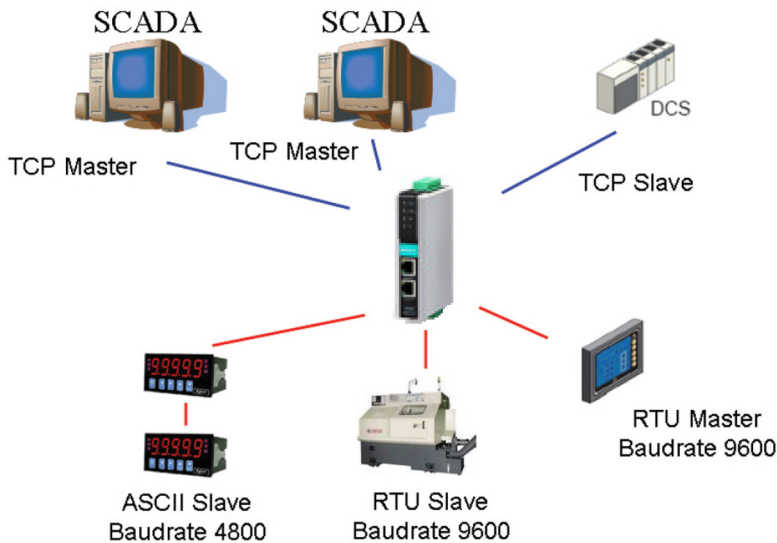 SCADA
SCADA
DCS
TCP Master
TCP Master
TCP Slave
99999
99999
ASCII Slave
Baudrate 4800
RTU Slave
Baudrate 9600
RTU Master
Baudrate 9600